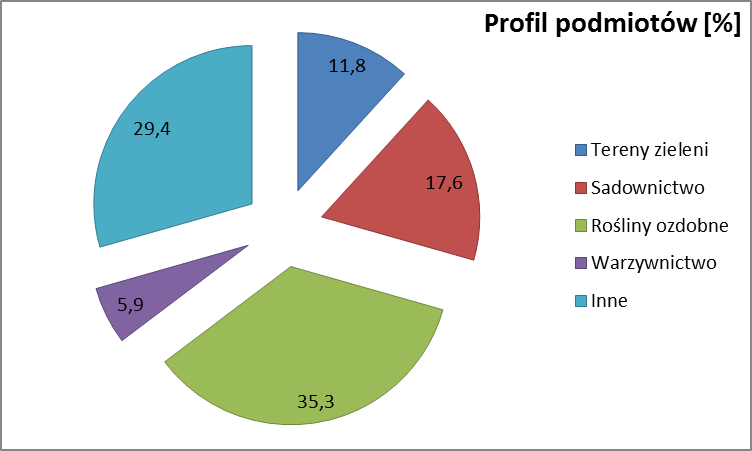 Profil podmiotów [%]
11,8
17,6
35,3
5,9
29,4
Tereny zieleni
Sadownictwo
Rośliny ozdobne
Warzywnictwo
Inne